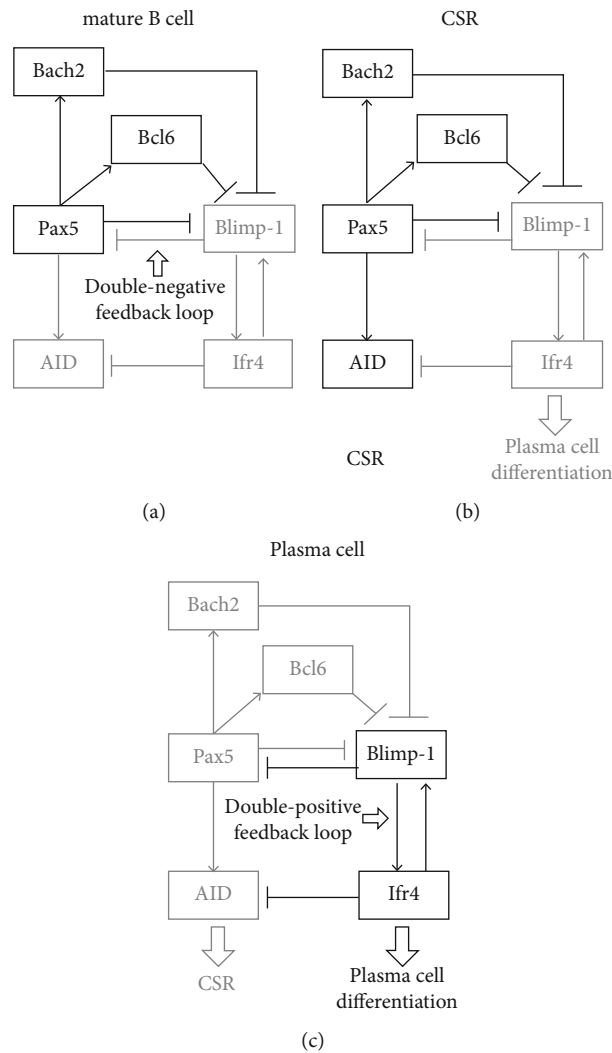 mature B cell
Bach2
Bcl6
Pax5
Blimp-1
Double-negative
feedback loop
AID
Ifr4
(a)
CSR
Bach2
Bcl6
Pax5
Blimp-1
AID
Ifr4
CSR
Plasma cell
differentiation
(b)
Plasma cell
Bach2
Bcl6
Pax5
Blimp-1
Double-positive
feedback loop
AID
Ifr4
CSR
Plasma cell
differentiation
(c)